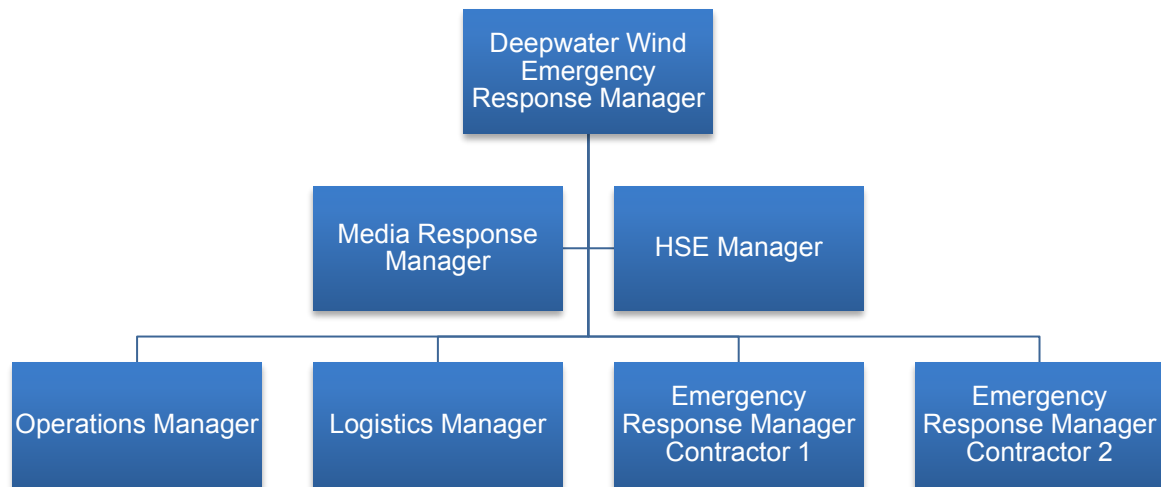 Deepwater Wind
Emergency
Response Manager
Media Response
Manager
HSE Manager
Operations Manager
Logistics Manager
Emergency
Response Manager
Contractor 1
Emergency
Response Manager
Contractor 2